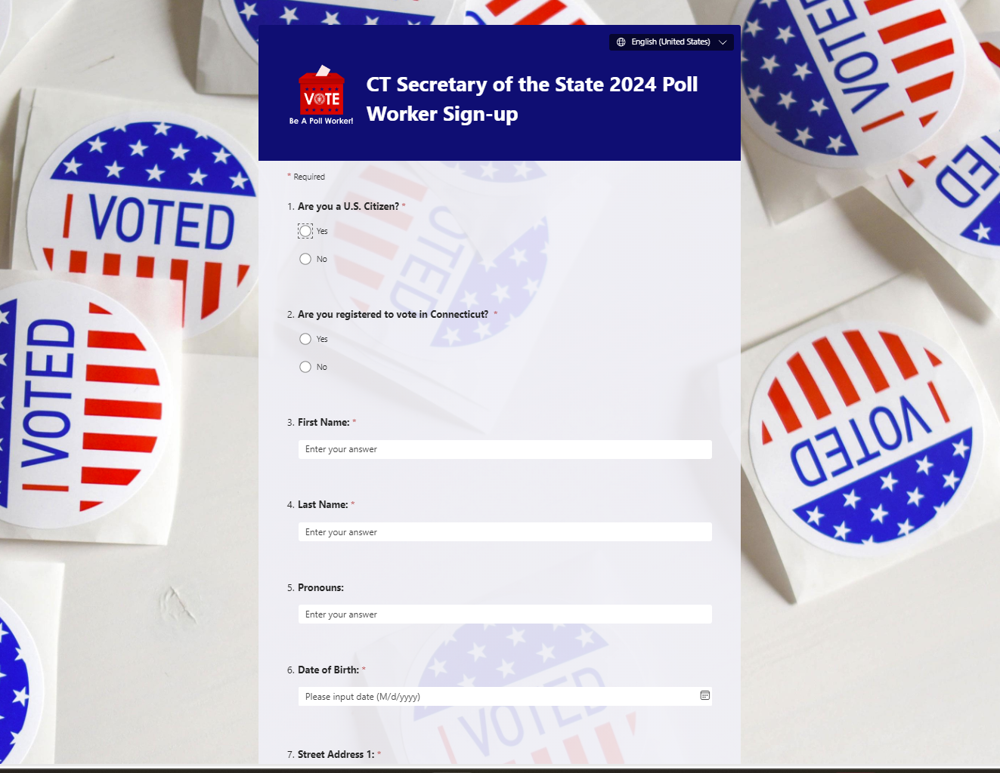 English (United States)
VOTE
Be A Poll Worker!
CT Secretary of the State 2024 Poll
Worker Sign-up
* Required
1. Are you a U.S. Citizen? *
Yes
No
2. Are you registered to vote in Connecticut? *
Yes
No
3. First Name: *
Enter your answer
4. Last Name: *
Enter your answer
5. Pronouns:
Enter your answer
6. Date of Birth: *
Please input date (M/d/yyyy)
7. Street Address 1: *
I VOTED
I VOTED
I VOTED
I VOTED
VOTED
I VOTED